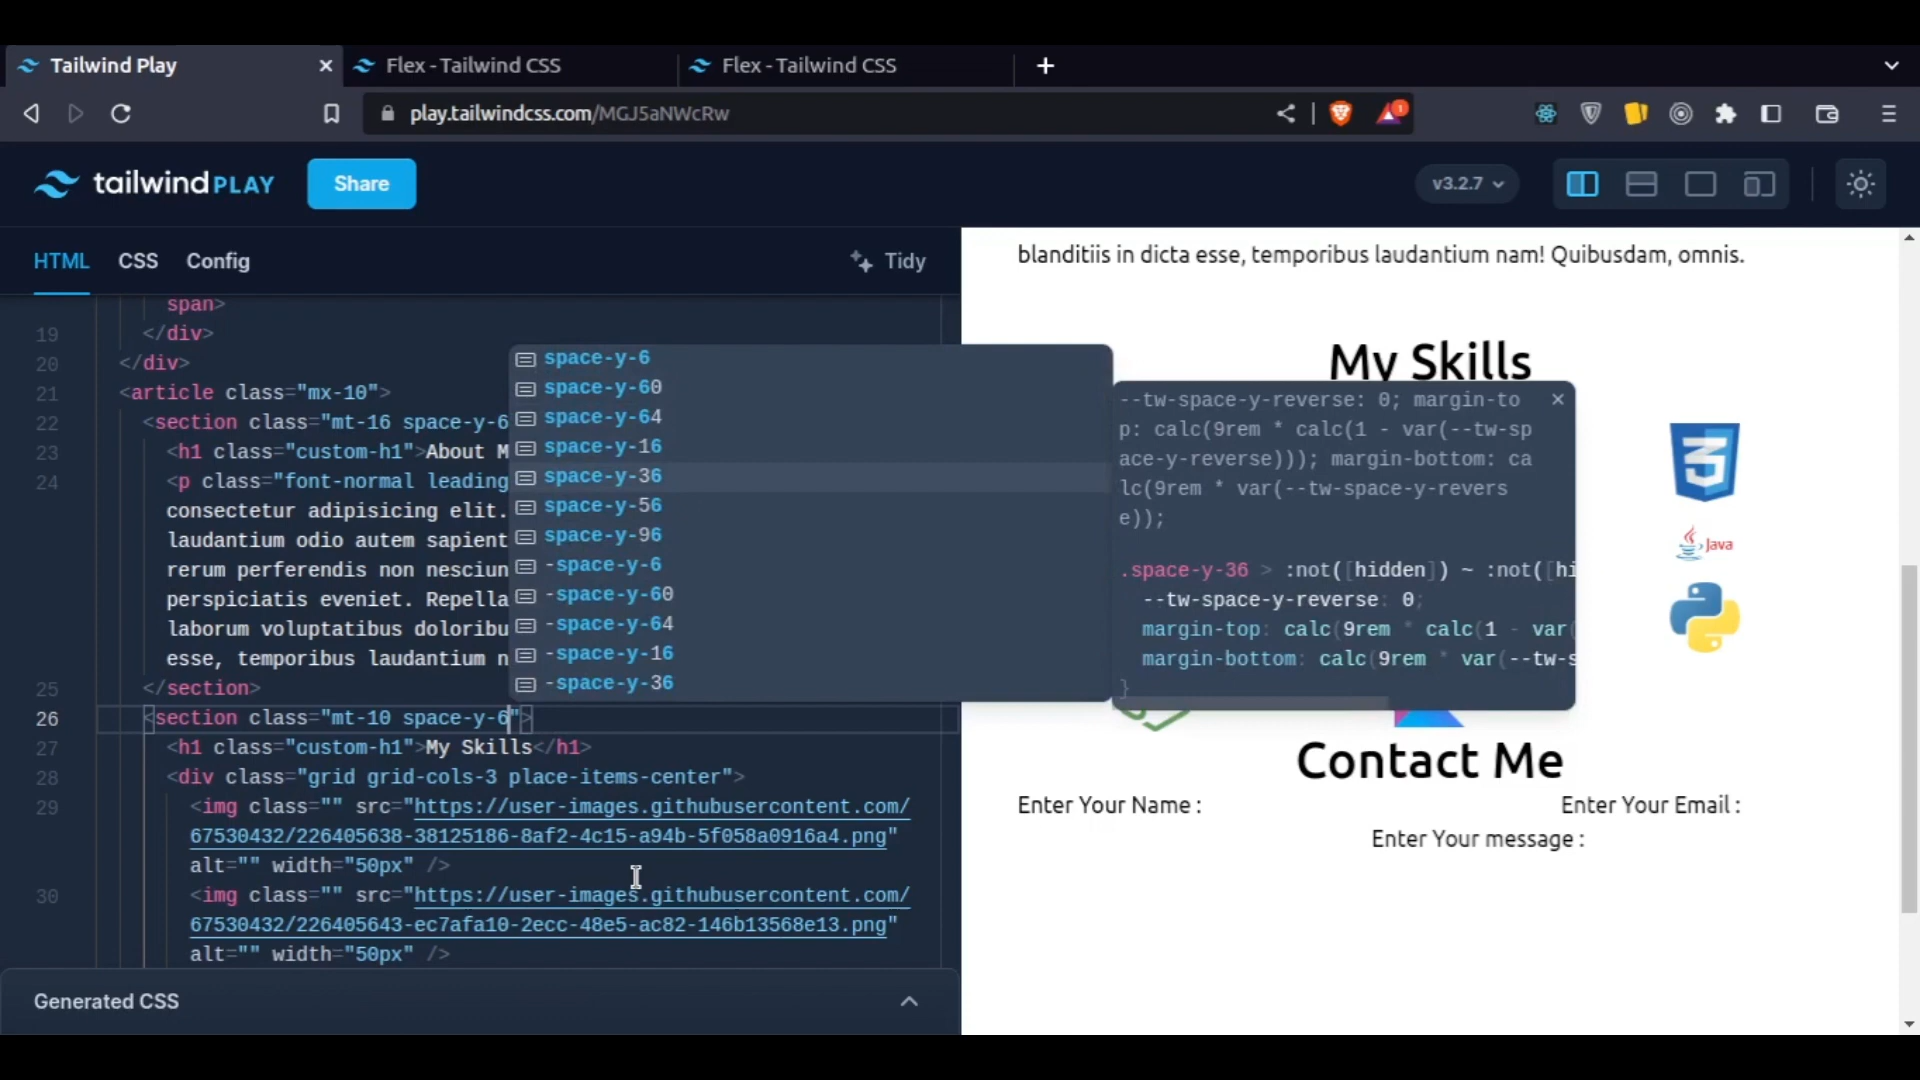 Tailwind Play
Flex - Tailwind CSS
Flex - Tailwind CSS
play.tailwindcss.com/MGJ5aNWcRw
1
tailwind PLAY
Share
v3.2.7
HTML
CSS
Config
Tidy
span>
19 </div>
20 </div>
21 <article class="mx-10">
22 <section class="mt-16 space-y-6
23 <h1 class="custom-h1">About M
24 <p class="font-normal leading
consectetur adipisicing elit.
laudantium odio autem sapient
rerum perferendis non nesciun
perspiciatis eveniet. Repella
laborum voluptatibus doloribu
esse, temporibus laudantium n
25 </section>
26 <section class="mt-10 space-y-6">
27 <h1 class="custom-h1">My Skills</h1>
28 <div class="grid grid-cols-3 place-items-center">
29 <img class="" src="https://user-images.githubusercontent.com/
67530432/226405638-38125186-8af2-4c15-a94b-5f058a0916a4.png"
alt="" width="50px" />
30 <img class="" src="https://user-images.githubusercontent.com/
67530432/226405643-ec7afa10-2ecc-48e5-ac82-146b13568e13.png"
alt="" width="50px" />
space-y-6
space-y-60
space-y-64
space-y-16
space-y-36
space-y-56
space-y-96
-space-y-6
-space-y-60
-space-y-64
-space-y-16
-space-y-36
--tw-space-y-reverse: 0; margin-to
p: calc(9rem * calc(1 - var(--tw-sp
ace-y-reverse))); margin-bottom: ca
lc(9rem * var(--tw-space-y-revers
e));
.space-y-36 > :not([hidden]) ~ :not([hi
--tw-space-y-reverse: 0;
margin-top: calc(9rem * calc(1 - var(
margin-bottom: calc(9rem * var(--tw-s
}
Generated CSS
blanditiis in dicta esse, temporibus laudantium nam! Quibusdam, omnis.
My Skills
3
Java
Contact Me
Enter Your Name :
Enter Your Email :
Enter Your message :